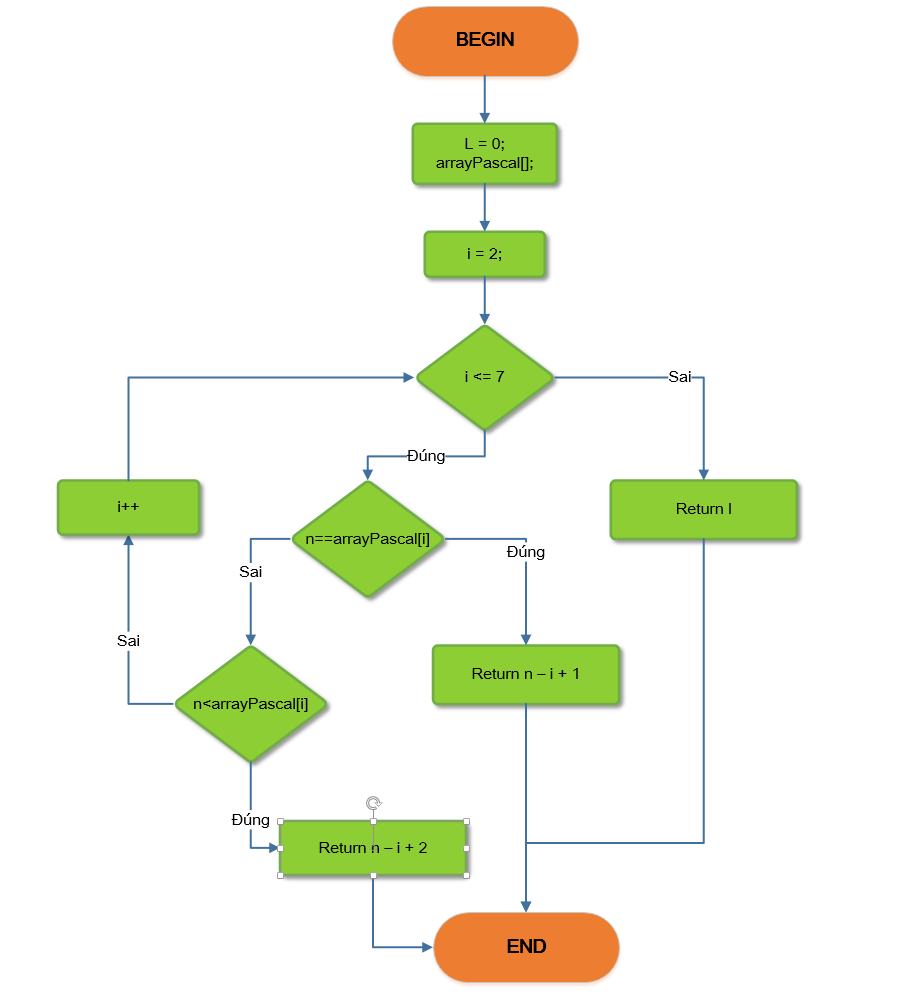 BEGIN
L = 0;
arrayPascal[];
i = 2;
i <= 7
Sai
Đúng
i++
Return l
n==arrayPascal[i]
Đúng
Sai
Sai
Return n – i + 1
n<arrayPascal[i]
Đúng
Return n – i + 2
END